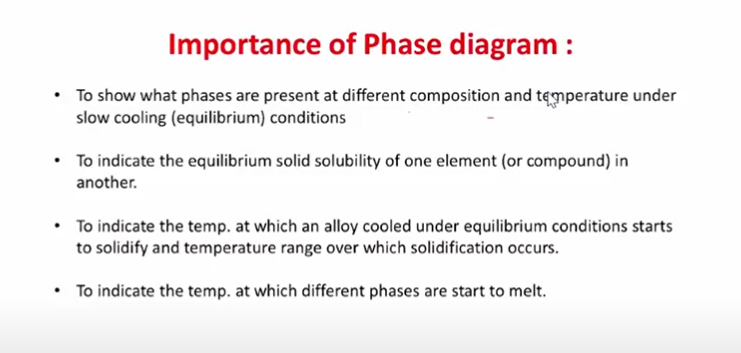 Importance of Phase diagram :
• To show what phases are present at different composition and temperature under
slow cooling (equilibrium) conditions
• To indicate the equilibrium solid solubility of one element (or compound) in
another.
• To indicate the temp. at which an alloy cooled under equilibrium conditions starts
to solidify and temperature range over which solidification occurs.
• To indicate the temp. at which different phases are start to melt.